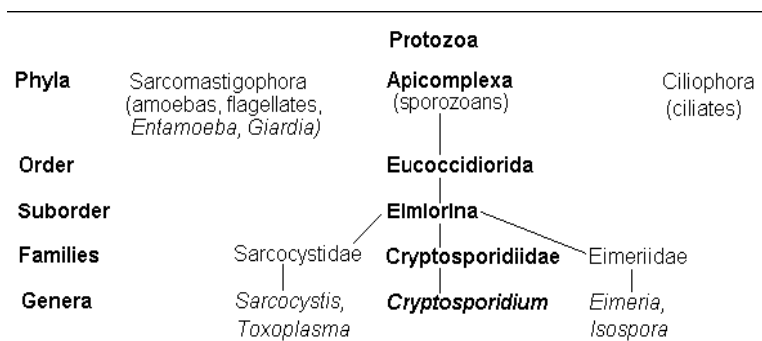 Protozoa
Phyla Sarcomastigophora Apicomplexa Ciliophora
(amoebas, flagellates, (sporozoans) (ciliates)
Entamoeba, Giardia)
Order Eucoccidiorida
Suborder Eimiorina
Families Sarcocystidae Cryptosporidiidae Eimeriidae
Genera Sarcocystis, Cryptosporidium Eimeria,
Toxoplasma Isospora